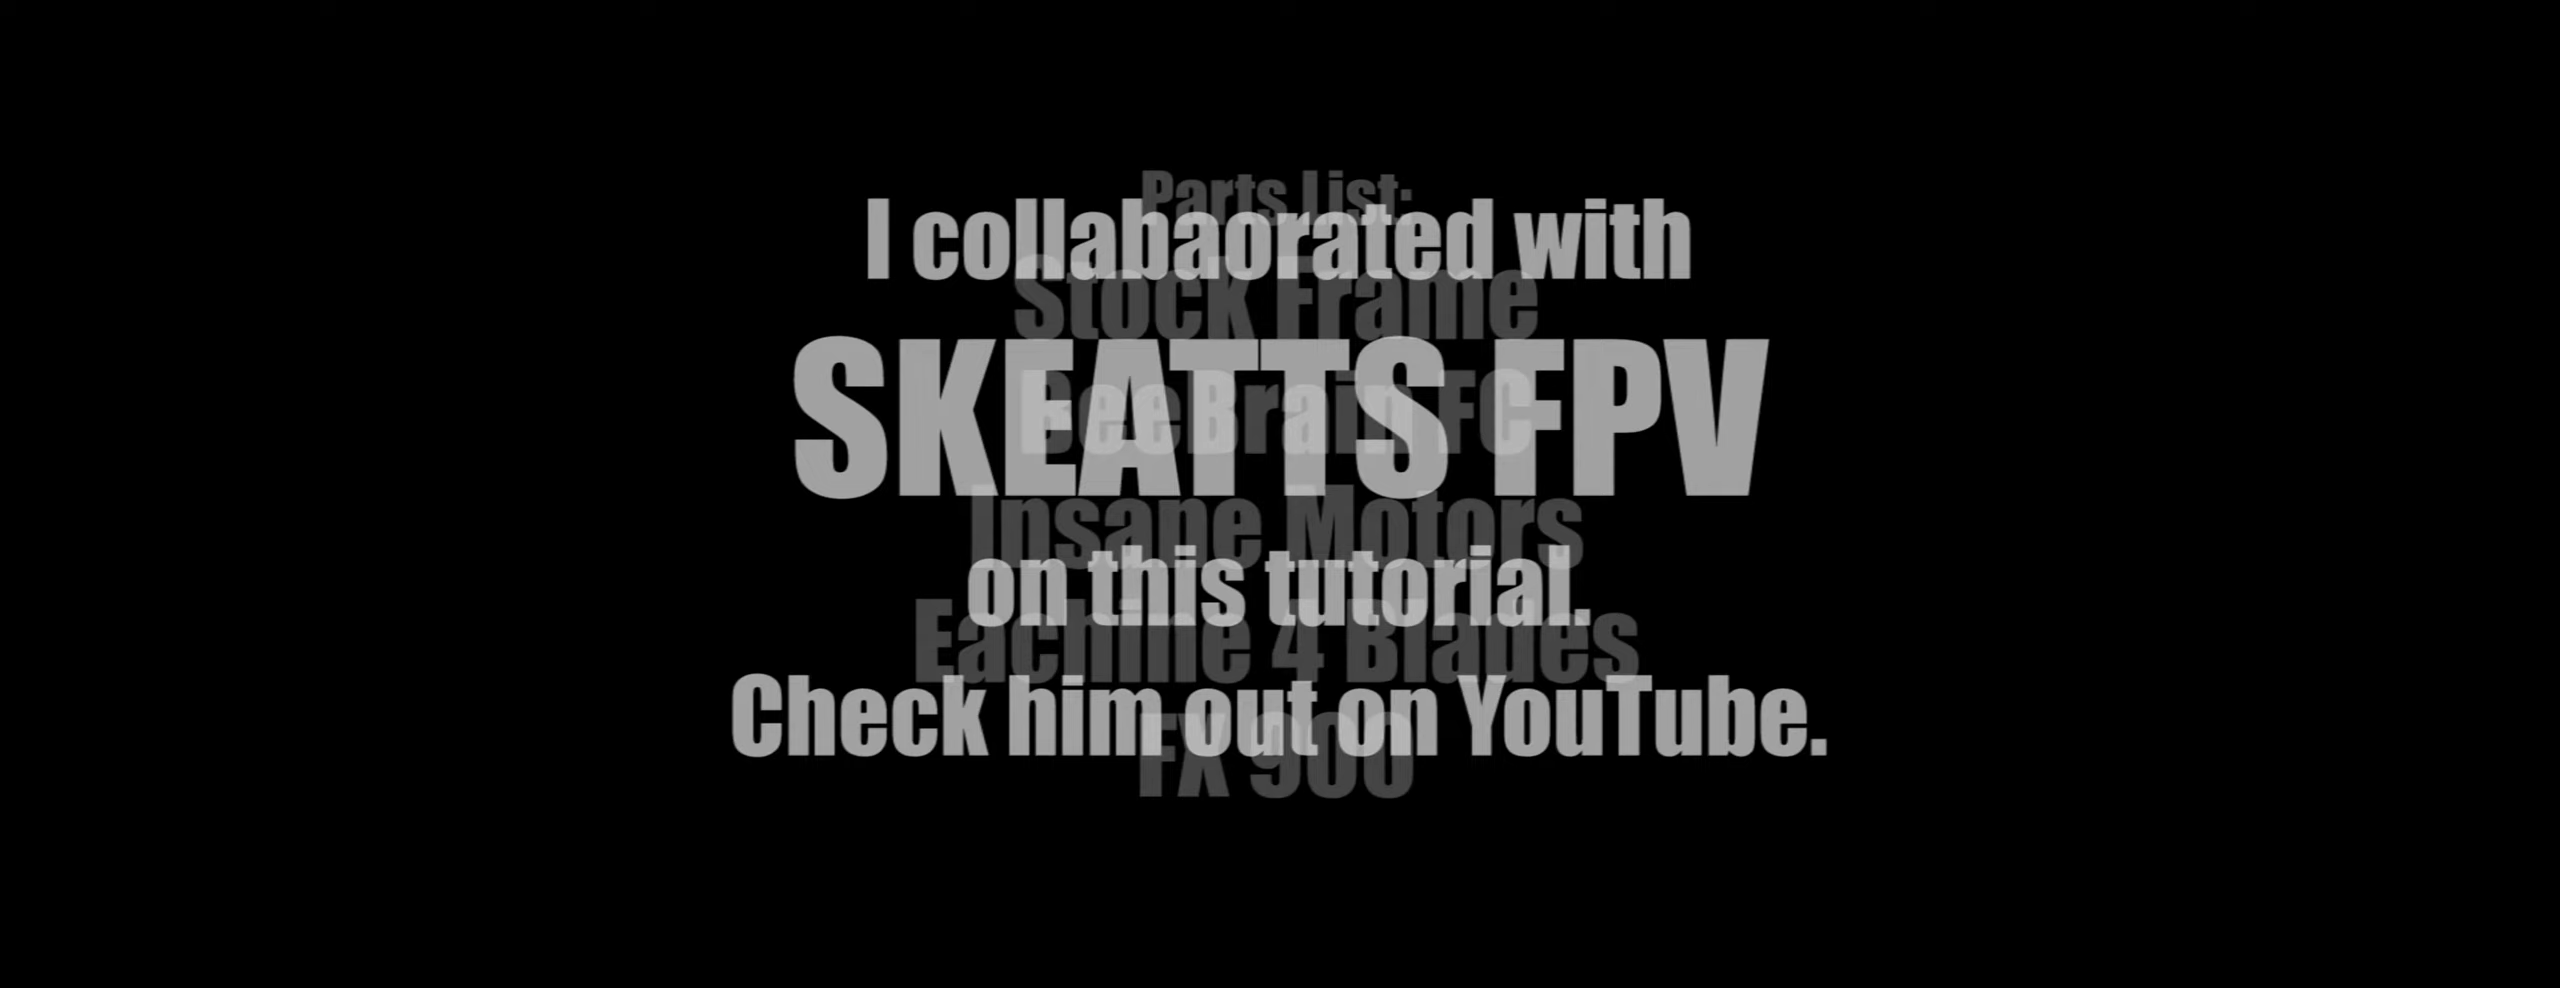 Parts List:
I collabaorated with
Stock Frame
SKEATTS FPV
BeeBrain FC
Insane Motors
on this tutorial.
Eachine 4 Blades
Check him out on YouTube.
FX 900